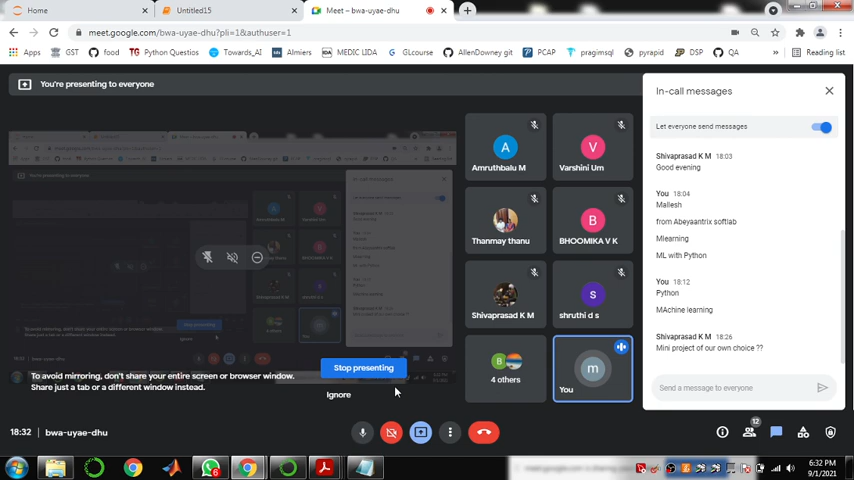 Home
Untitled15
Meet – bwa-uyae-dhu
meet.google.com/bwa-uyae-dhu?pli=1&authuser=1
Apps
GST
food
Python Questions
Towards_AI
AImiers
MEDIC LIDA
GLcourse
AllenDowney git
PCAP
pragimsql
pyrapid
DSP
QA
Reading list
You're presenting to everyone
To avoid mirroring, don't share your entire screen or browser window.
Share just a tab or a different window instead.
Stop presenting
Ignore
Amruthbalu M
Varshini Um
Thanmay thanu
BHOOMIKA V K
Shivaprasad K M
shruthi d s
4 others
You
In-call messages
Let everyone send messages
Shivaprasad K M 18:03
Good evening
You 18:04
Mallesh
from Abeyaantrix softlab
Mlearning
ML with Python
You 18:12
Python
MAchine learning
Shivaprasad K M 18:26
Mini project of our own choice ??
Send a message to everyone
18:32
bwa-uyae-dhu
12
6:32 PM
9/1/2021